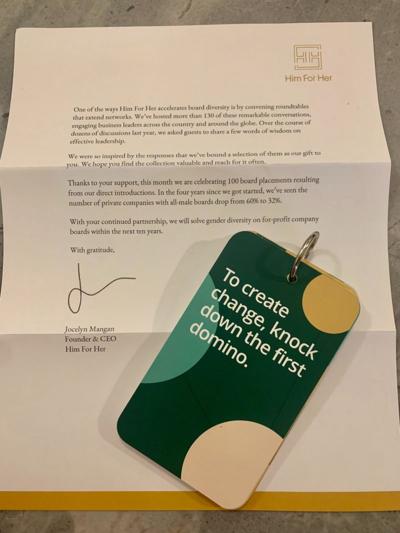 Him For Her
One of the ways Him For Her accelerates board diversity is by convening roundtables
that extend networks. We've hosted more than 130 of these remarkable conversations,
engaging business leaders across the country and around the globe. Over the course of
dozens of discussions last year, we asked guests to share a few words of wisdom on
effective leadership.
We were so inspired by the responses that we've bound a selection of them as our gift to
you. We hope you find the collection valuable and reach for it often.
Thanks to your support, this month we are celebrating 100 board placements resulting
from our direct introductions. In the four years since we got started, we've seen the
number of private companies with all-male boards drop from 60% to 32%.
With your continued partnership, we will solve gender diversity on for-profit company
boards within the next ten years.
With gratitude,
Jocelyn Mangan
Founder & CEO
Him For Her
To create
change, knock
down the first
domino.